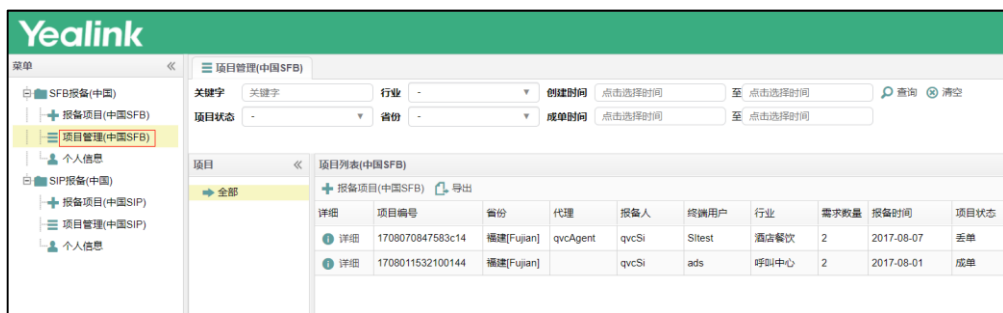 Yealink
菜单 «
SFB报备(中国)
报备项目(中国SFB)
项目管理(中国SFB)
个人信息
SIP报备(中国)
报备项目(中国SIP)
项目管理(中国SIP)
个人信息
项目管理(中国SFB)
关键字 关键字 行业 - 创建时间 点击选择时间 至 点击选择时间 查询 清空
项目状态 - 省份 - 成单时间 点击选择时间 至 点击选择时间
项目 «
全部
项目列表(中国SFB)
报备项目(中国SFB) 导出
详细 项目编号 省份 代理 报备人 终端用户 行业 需求数量 报备时间 项目状态
详细 1708070847583c14 福建[Fujian] qvcAgent qvcSi SItest 酒店餐饮 2 2017-08-07 丢单
详细 1708011532100144 福建[Fujian] qvcSi ads 呼叫中心 2 2017-08-01 成单